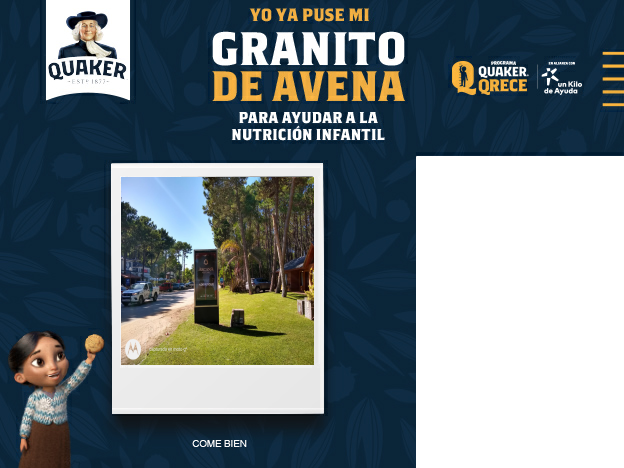 YO YA PUSE MI
GRANITO
DE AVENA
PARA AYUDAR A LA
NUTRICIÓN INFANTIL
QUAKER
ESTD 1877
PROGRAMA
QUAKER
QRECE
EN ALIANZA CON
un Kilo
de Ayuda
COME BIEN